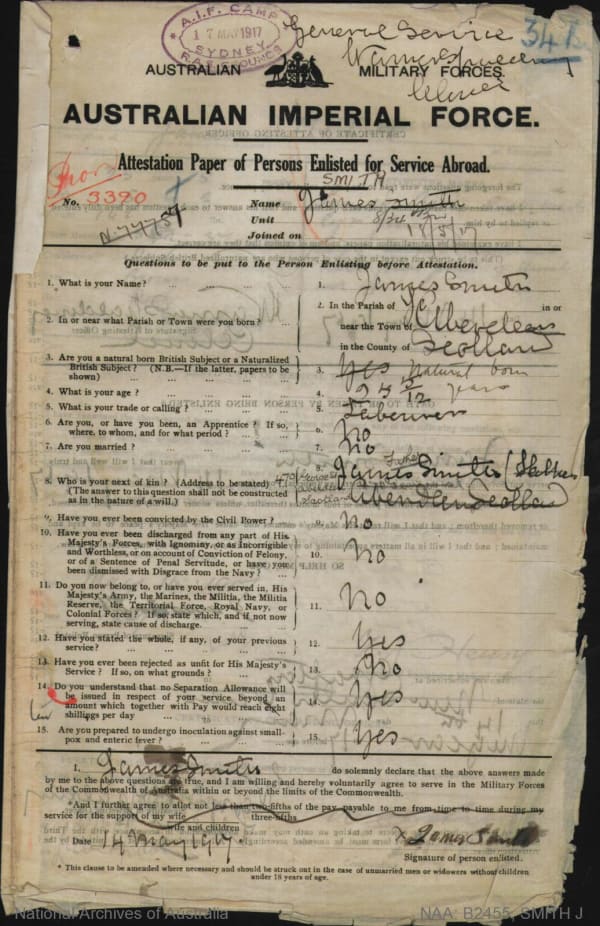 A.I.F. CAMP
17 MAY 1917
SYDNEY
General Service
AUSTRALIAN MILITARY FORCES.
AUSTRALIAN IMPERIAL FORCE.
Attestation Paper of Persons Enlisted for Service Abroad.
SMITH
No. 3390 Name James Smith
N 77757 Unit
Joined on
Questions to be put to the Person Enlisting before Attestation.
1. What is your Name? 1. James Smith
2. In or near what Parish or Town were you born? 2. In the Parish of in or
near the Town of Aberdeen
in the County of Scotland
3. Are you a natural born British Subject or a Naturalized
British Subject? (N.B.—If the latter, papers to be
shown) 3. Yes Natural born
4. What is your age? 4. years
5. What is your trade or calling? 5. Labourer
6. Are you, or have you been, an Apprentice? If so,
where, to whom, and for what period? 6. No
7. Are you married? 7. No
8. Who is your next of kin? (Address to be stated)
(The answer to this question shall not be constructed
as in the nature of a will.) 8. James Smith (Father)
Scotland
9. Have you ever been convicted by the Civil Power? 9. No
10. Have you ever been discharged from any part of His
Majesty's Forces, with Ignominy, or as Incorrigible
and Worthless, or on account of Conviction of Felony,
or of a Sentence of Penal Servitude, or have you
been dismissed with Disgrace from the Navy? 10. No
11. Do you now belong to, or have you ever served in, His
Majesty's Army, the Marines, the Militia, the Militia
Reserve, the Territorial Force, Royal Navy, or
Colonial Forces? If so, state which, and if not now
serving, state cause of discharge. 11. No
12. Have you stated the whole, if any, of your previous
service? 12. Yes
13. Have you ever been rejected as unfit for His Majesty's
Service? If so, on what grounds? 13. No
14. Do you understand that no Separation Allowance will
be issued in respect of your service beyond an
amount which together with Pay would reach eight
shillings per day 14. Yes
15. Are you prepared to undergo inoculation against small-
pox and enteric fever? 15. Yes
I, James Smith do solemnly declare that the above answers made
by me to the above questions are true, and I am willing and hereby voluntarily agree to serve in the Military Forces
of the Commonwealth of Australia within or beyond the limits of the Commonwealth.
*And I further agree to allot not less than two-fifths of the pay payable to me from time to time during my
service for the support of my wife three-fifths
wife and children
Date 14 May 1917. x James Smith
Signature of person enlisted.
* This clause to be amended where necessary and should be struck out in the case of unmarried men or widowers without children
under 18 years of age.
National Archives of Australia NAA: B2455, SMITH J